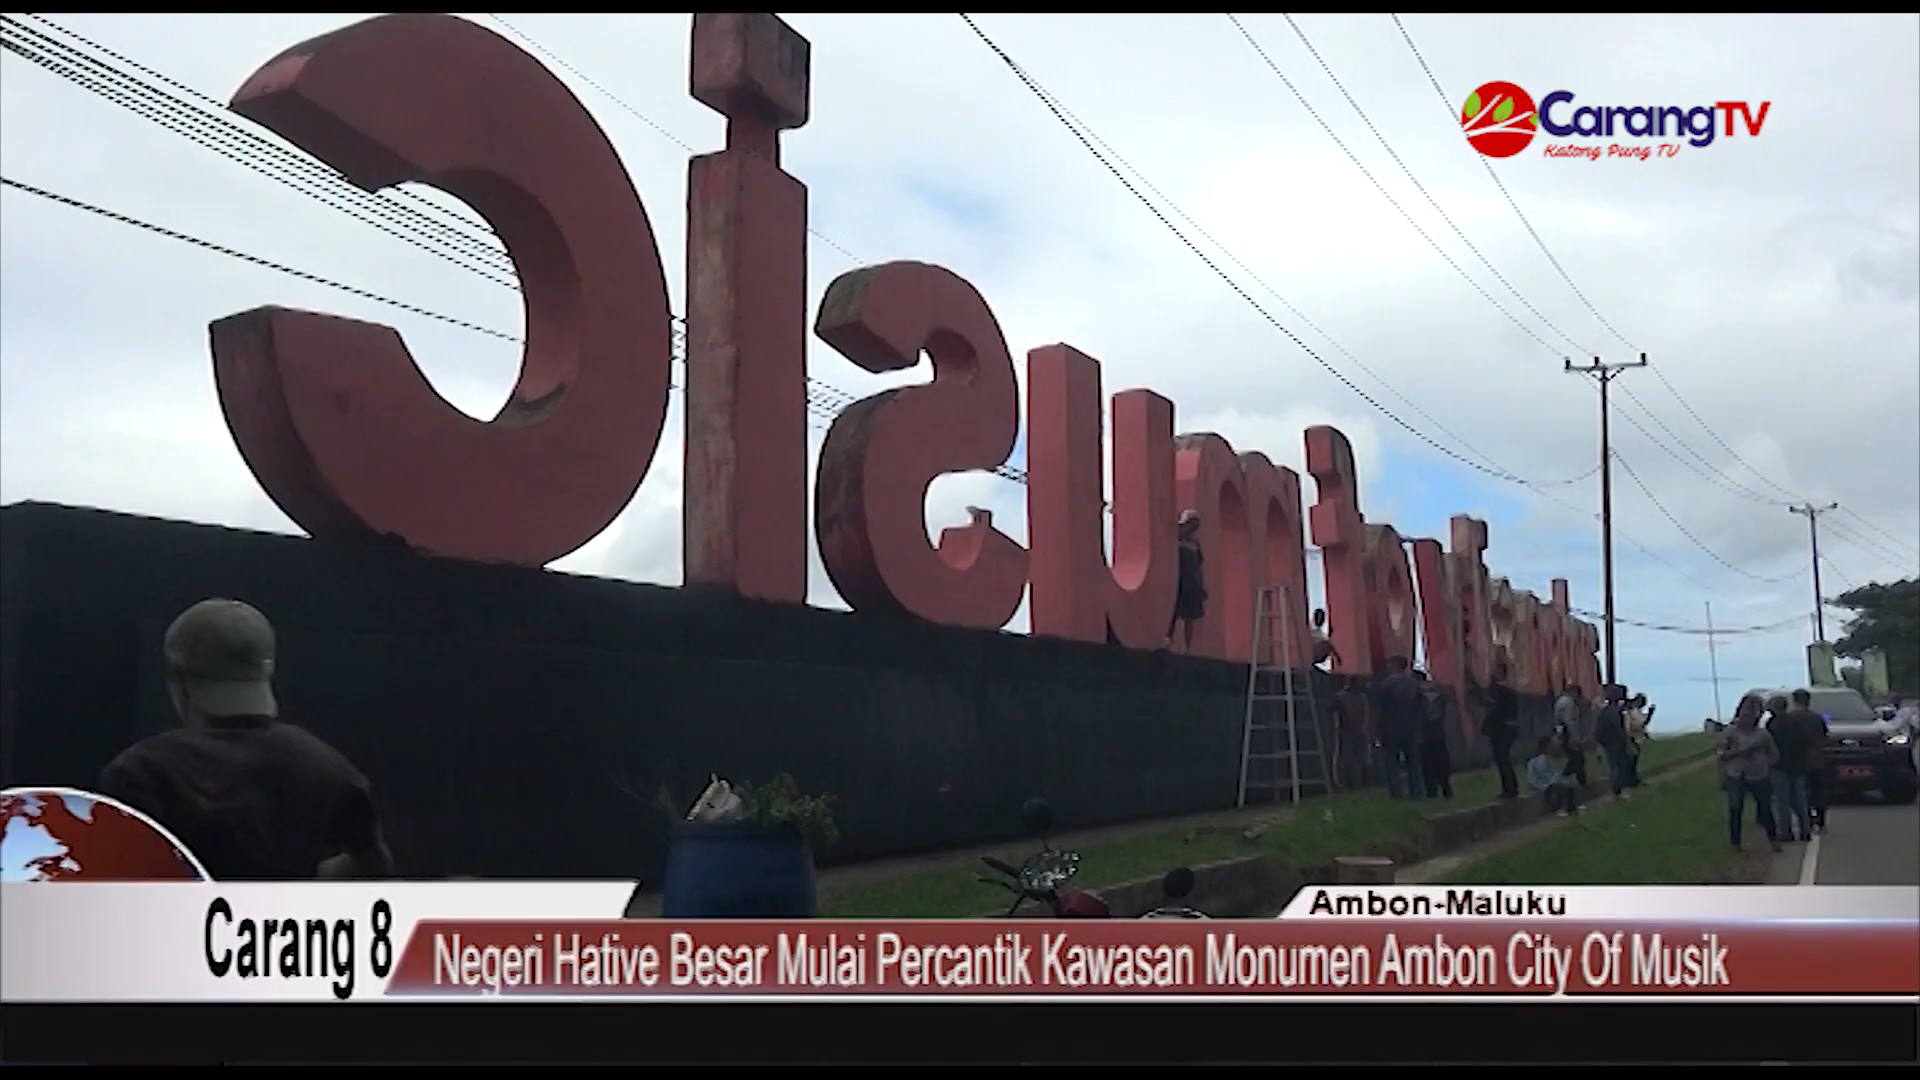 CarangTV
Katong Pung TV
Ambon-Maluku
Carang 8
Negeri Hative Besar Mulai Percantik Kawasan Monumen Ambon City Of Musik